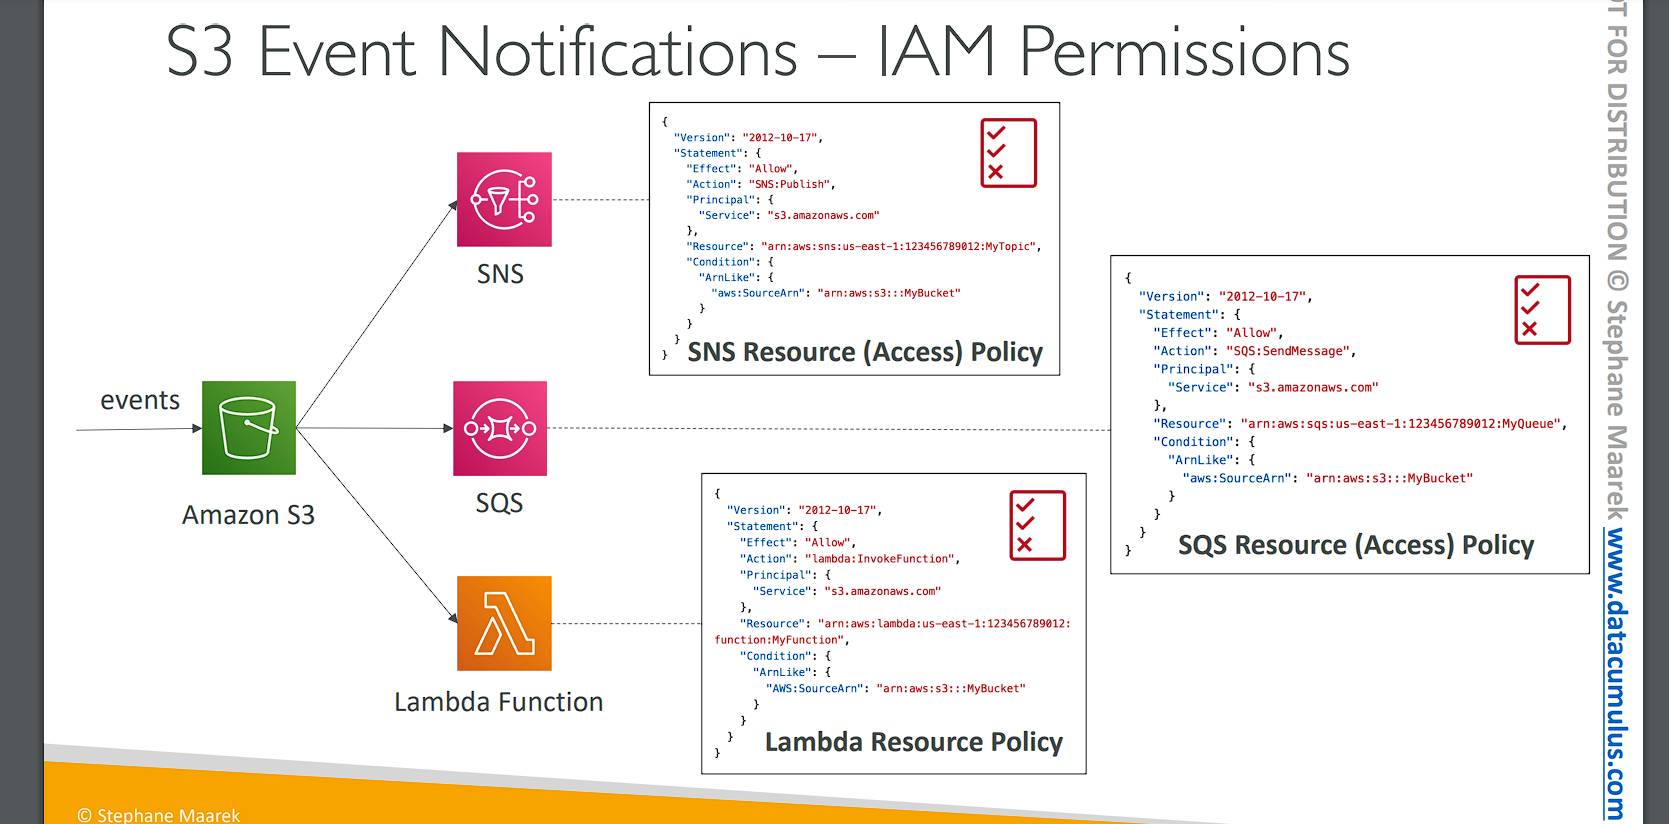 S3 Event Notifications – IAM Permissions
{
"Version": "2012-10-17",
"Statement": {
"Effect": "Allow",
"Action": "SNS:Publish",
"Principal": {
"Service": "s3.amazonaws.com"
},
"Resource": "arn:aws:sns:us-east-1:123456789012:MyTopic",
"Condition": {
"ArnLike": {
"aws:SourceArn": "arn:aws:s3:::MyBucket"
}
}
}
}
SNS Resource (Access) Policy
SNS
{
"Version": "2012-10-17",
"Statement": {
"Effect": "Allow",
"Action": "SQS:SendMessage",
"Principal": {
"Service": "s3.amazonaws.com"
},
"Resource": "arn:aws:sqs:us-east-1:123456789012:MyQueue",
"Condition": {
"ArnLike": {
"aws:SourceArn": "arn:aws:s3:::MyBucket"
}
}
}
}
SQS Resource (Access) Policy
events
Amazon S3
SQS
{
"Version": "2012-10-17",
"Statement": {
"Effect": "Allow",
"Action": "lambda:InvokeFunction",
"Principal": {
"Service": "s3.amazonaws.com"
},
"Resource": "arn:aws:lambda:us-east-1:123456789012:
function:MyFunction",
"Condition": {
"ArnLike": {
"AWS:SourceArn": "arn:aws:s3:::MyBucket"
}
}
}
}
Lambda Resource Policy
Lambda Function
© Stephane Maarek
FOR DISTRIBUTION © Stephane Maarek www.datacumulus.com